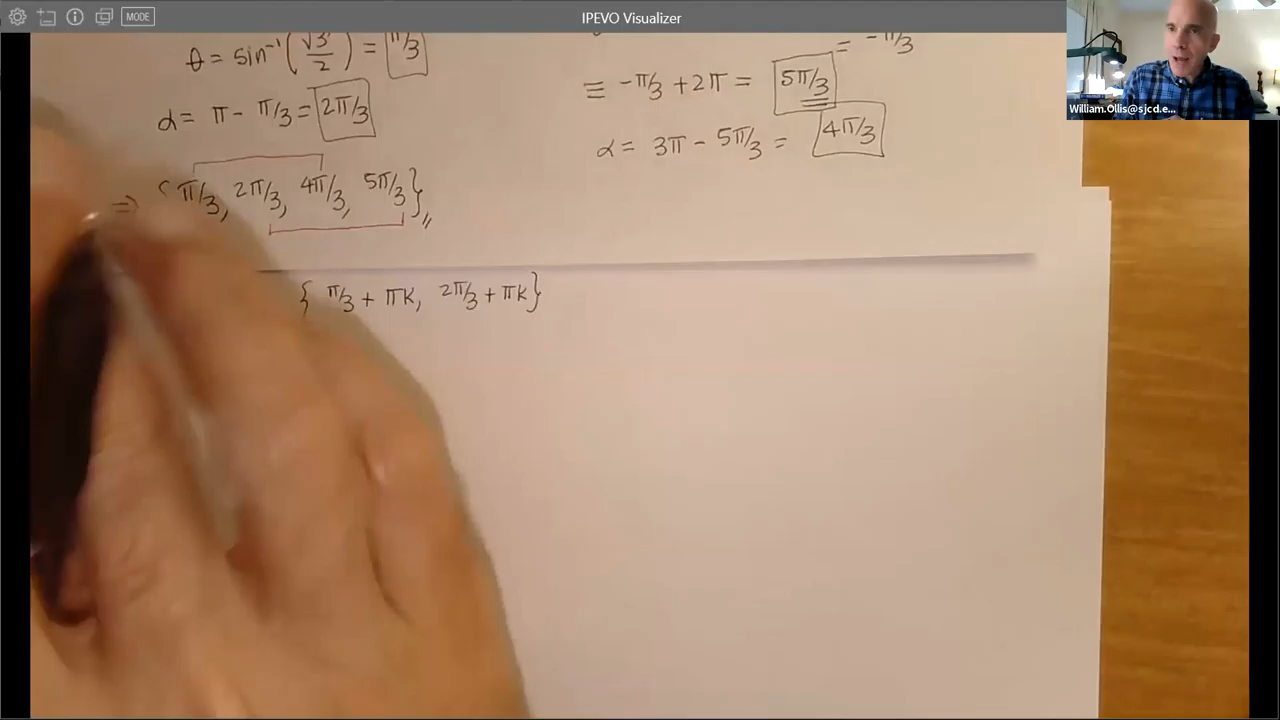 MODE
IPEVO Visualizer
William.Ollis@sjcd.e...
θ = sin⁻¹(√3/2) = π/3
α = π - π/3 = 2π/3
= -π/3
≡ -π/3 + 2π = 5π/3
α = 3π - 5π/3 = 4π/3
⇒ { π/3, 2π/3, 4π/3, 5π/3 },,
{ π/3 + πk, 2π/3 + πk }